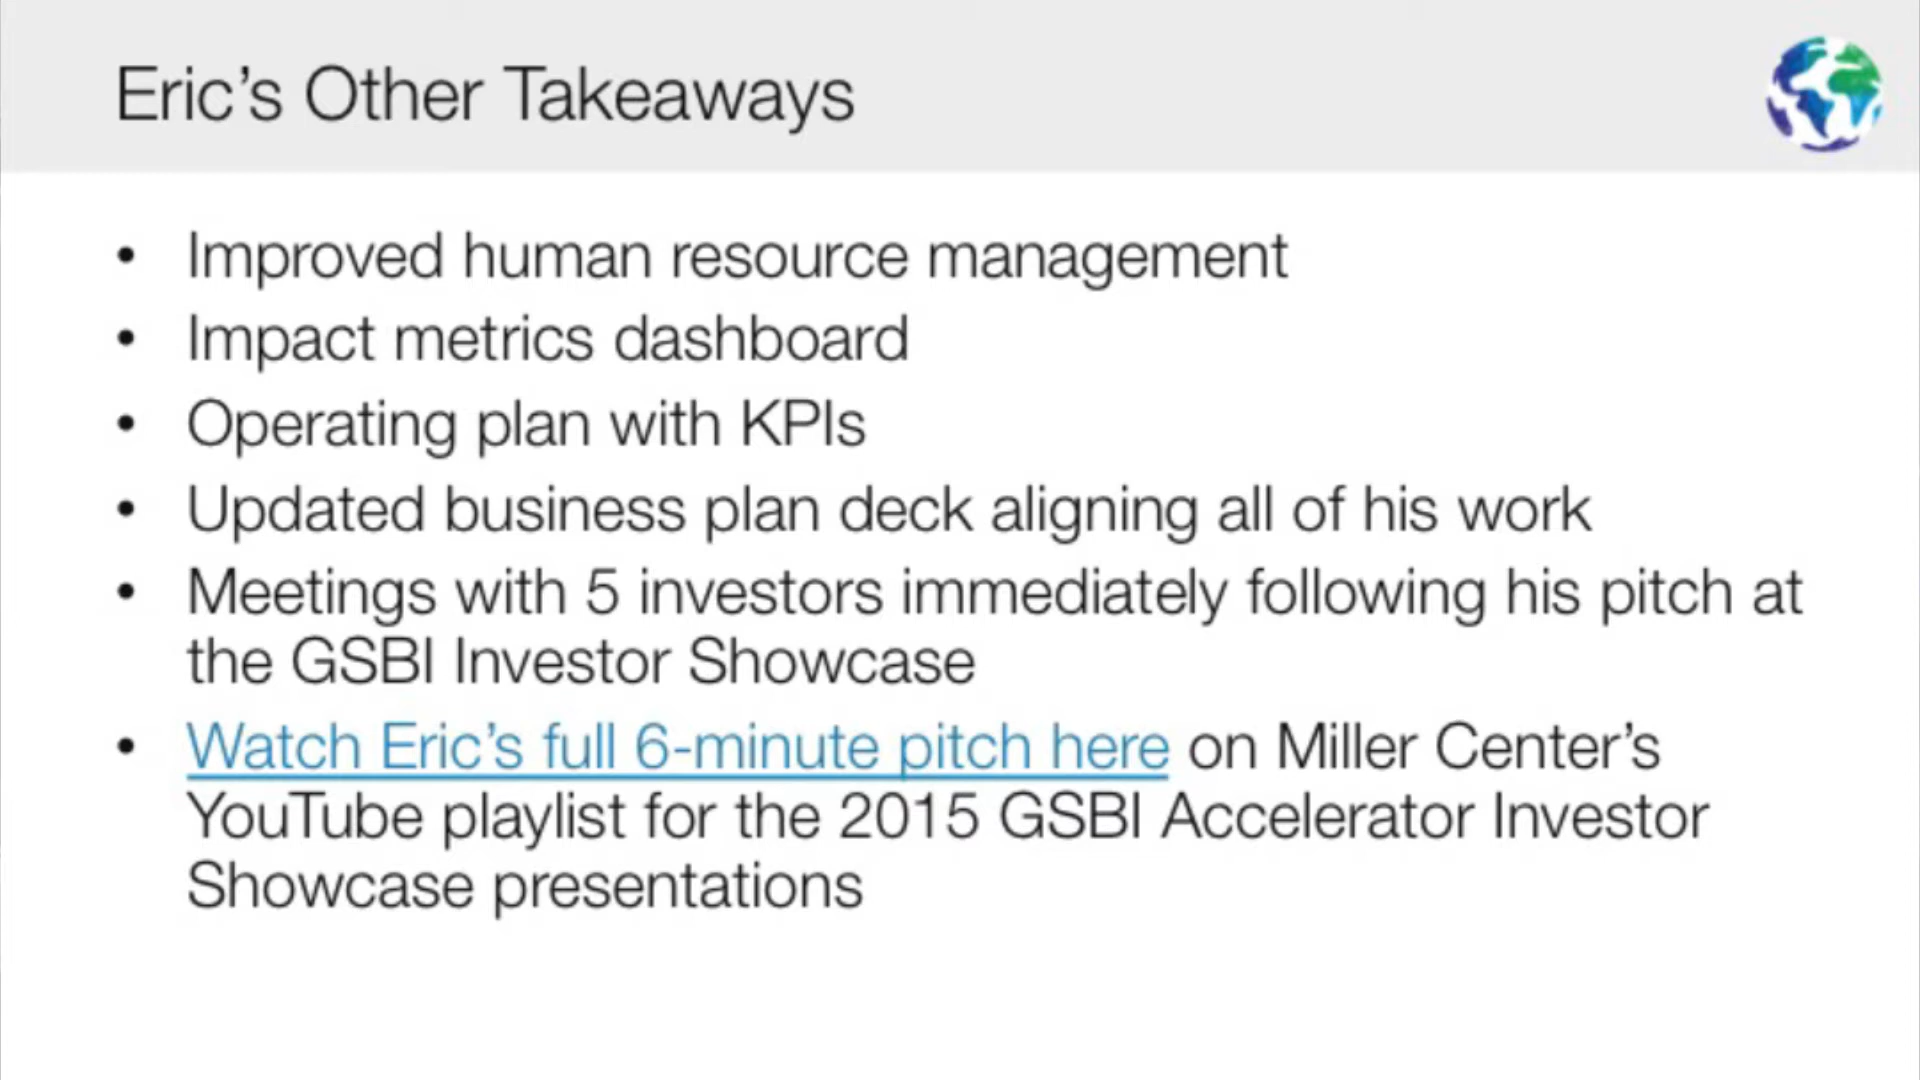 Eric’s Other Takeaways
• Improved human resource management
• Impact metrics dashboard
• Operating plan with KPIs
• Updated business plan deck aligning all of his work
• Meetings with 5 investors immediately following his pitch at
the GSBI Investor Showcase
• Watch Eric’s full 6-minute pitch here on Miller Center’s
YouTube playlist for the 2015 GSBI Accelerator Investor
Showcase presentations